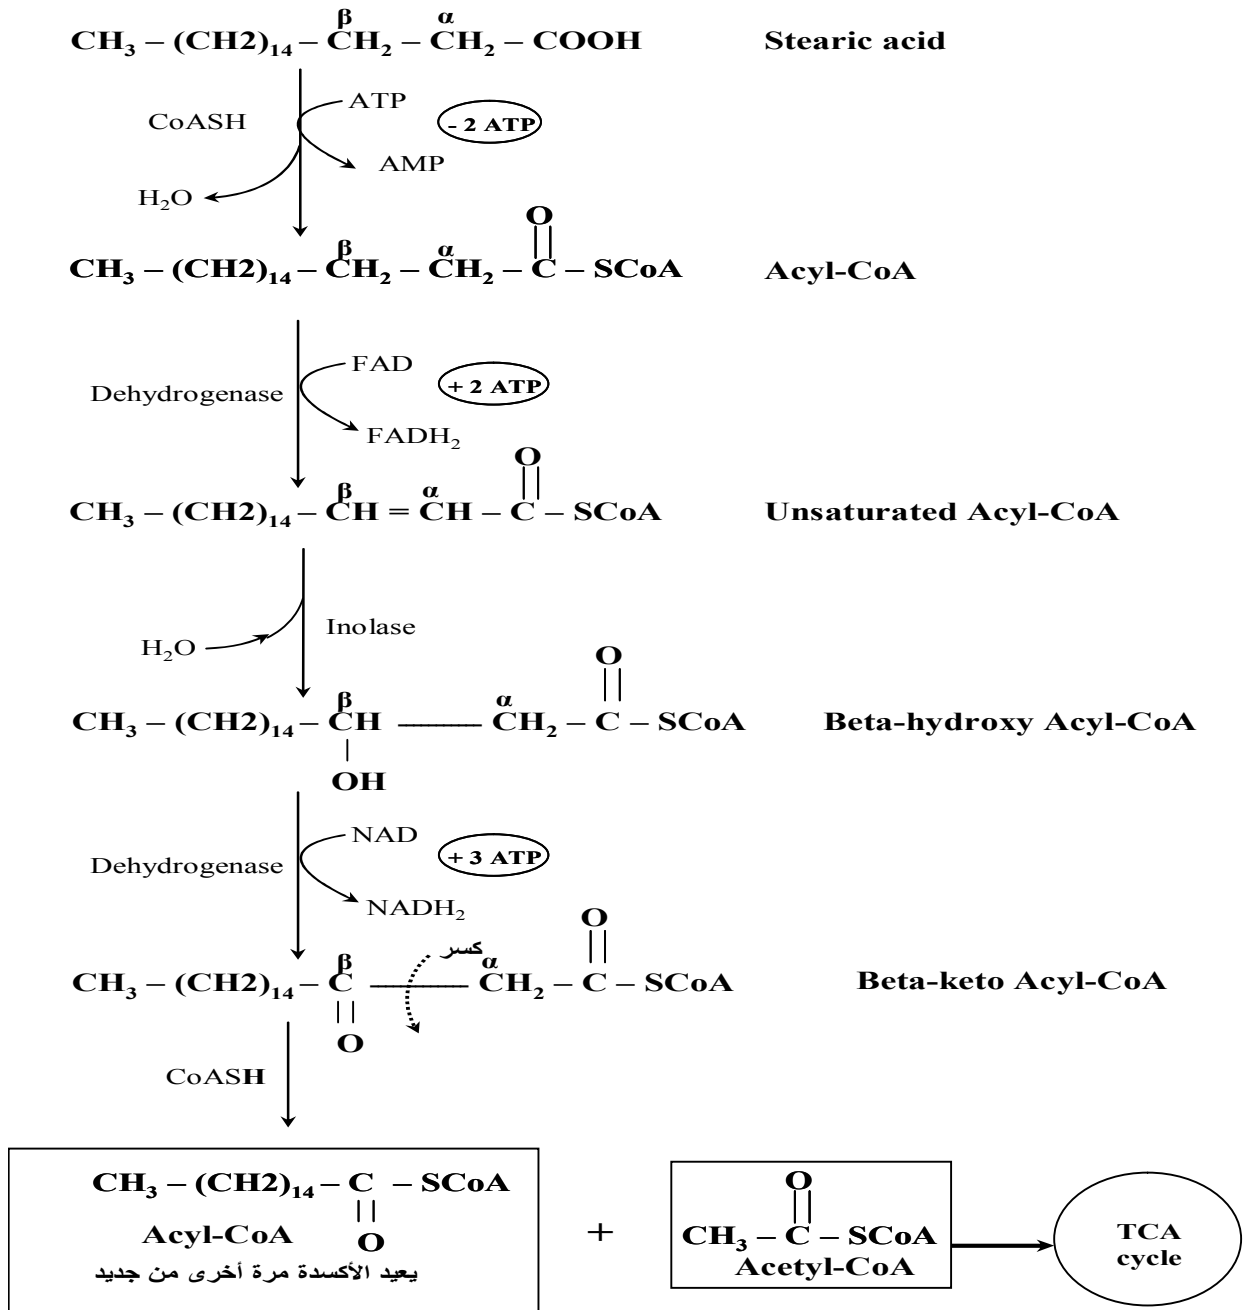 β α
CH₃ – (CH2)₁₄ – CH₂ – CH₂ – COOH Stearic acid
ATP
CoASH - 2 ATP
AMP
H₂O
O
β α
CH₃ – (CH2)₁₄ – CH₂ – CH₂ – C – SCoA Acyl-CoA
FAD
Dehydrogenase + 2 ATP
FADH₂
O
β α
CH₃ – (CH2)₁₄ – CH = CH – C – SCoA Unsaturated Acyl-CoA
Inolase
H₂O
O
β α
CH₃ – (CH2)₁₄ – CH ——— CH₂ – C – SCoA Beta-hydroxy Acyl-CoA
OH
NAD
Dehydrogenase + 3 ATP
NADH₂
O
كسر
β α
CH₃ – (CH2)₁₄ – C ——— CH₂ – C – SCoA Beta-keto Acyl-CoA
O
CoASH
CH₃ – (CH2)₁₄ – C – SCoA
O
Acyl-CoA
يعيد الأكسدة مرة أخرى من جديد
+
O
CH₃ – C – SCoA
Acetyl-CoA
TCA
cycle